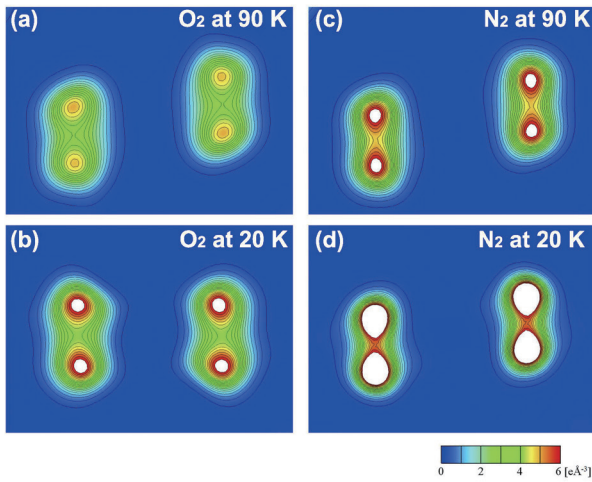 (a) O₂ at 90 K
(c) N₂ at 90 K
(b) O₂ at 20 K
(d) N₂ at 20 K
0 2 4 6 [eÅ⁻³]